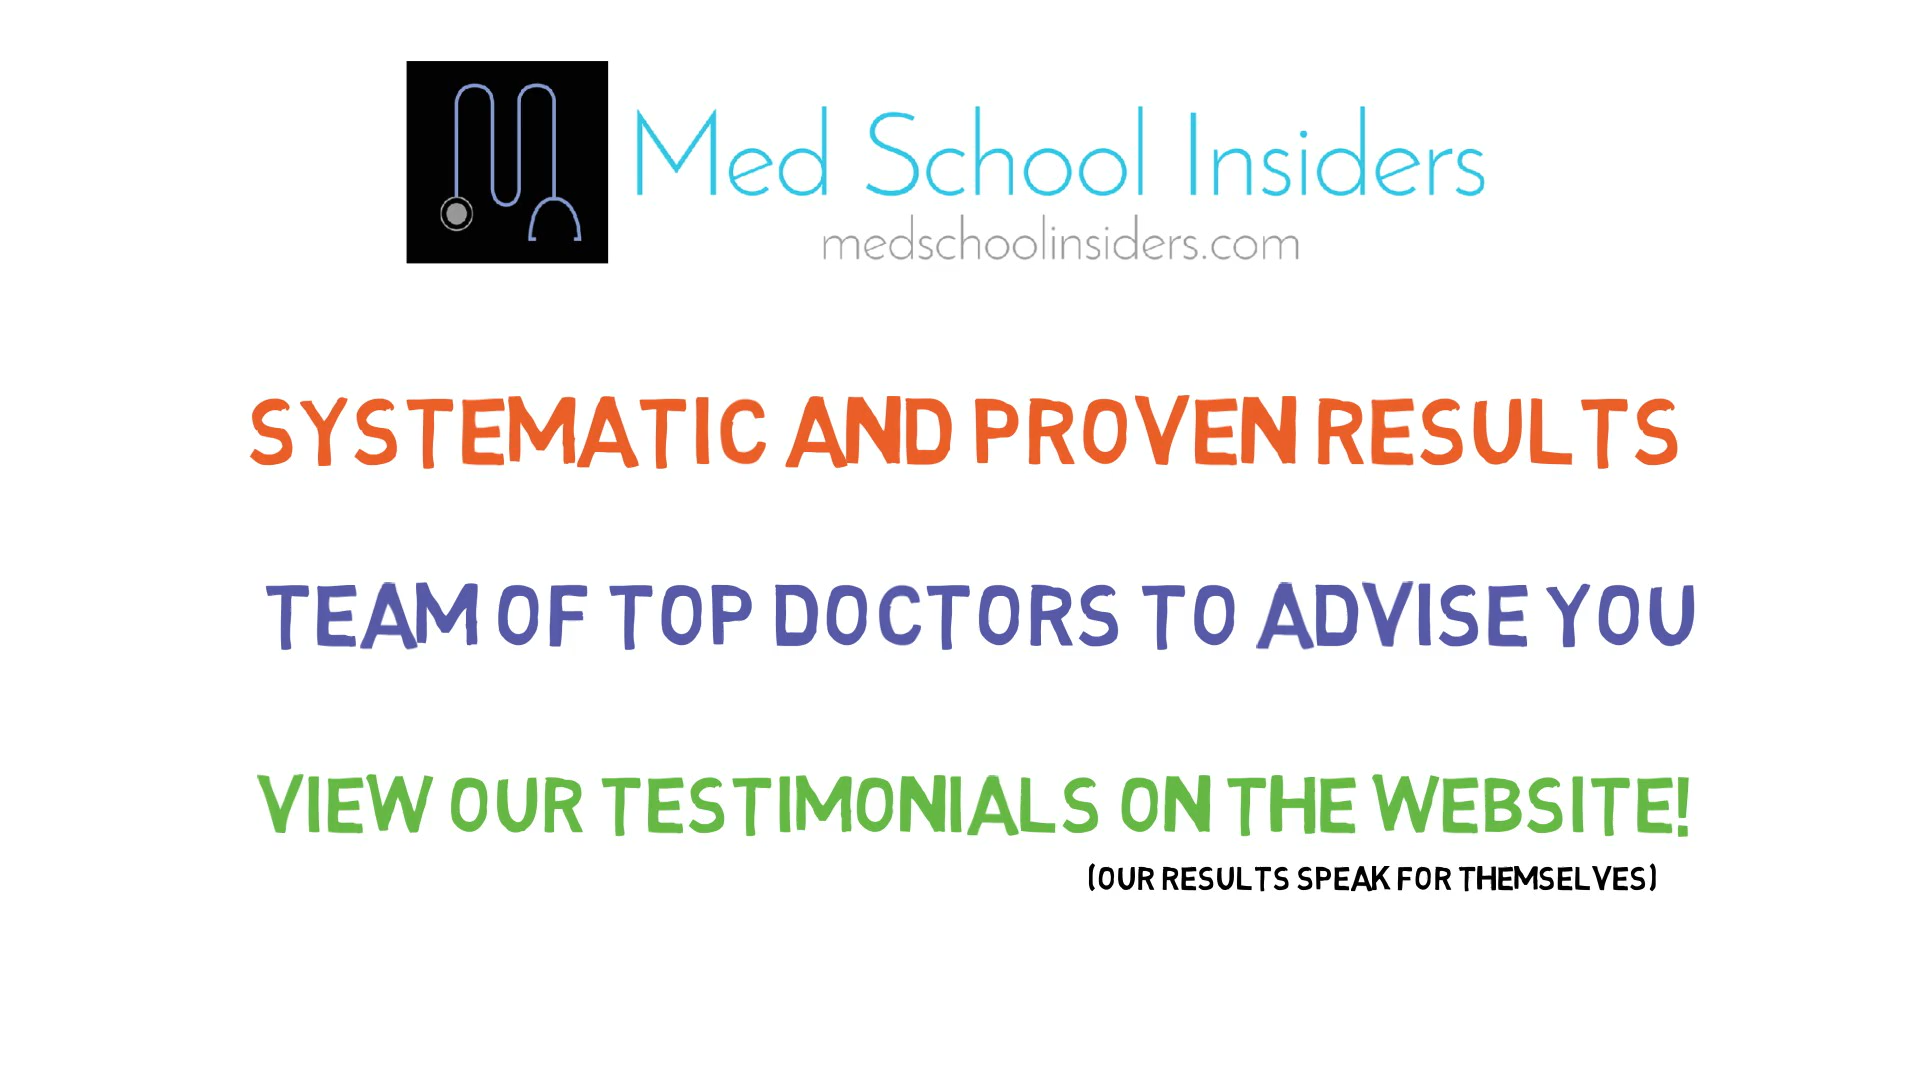 Med School Insiders
medschoolinsiders.com
SYSTEMATIC AND PROVEN RESULTS
TEAM OF TOP DOCTORS TO ADVISE YOU
VIEW OUR TESTIMONIALS ON THE WEBSITE!
(OUR RESULTS SPEAK FOR THEMSELVES)